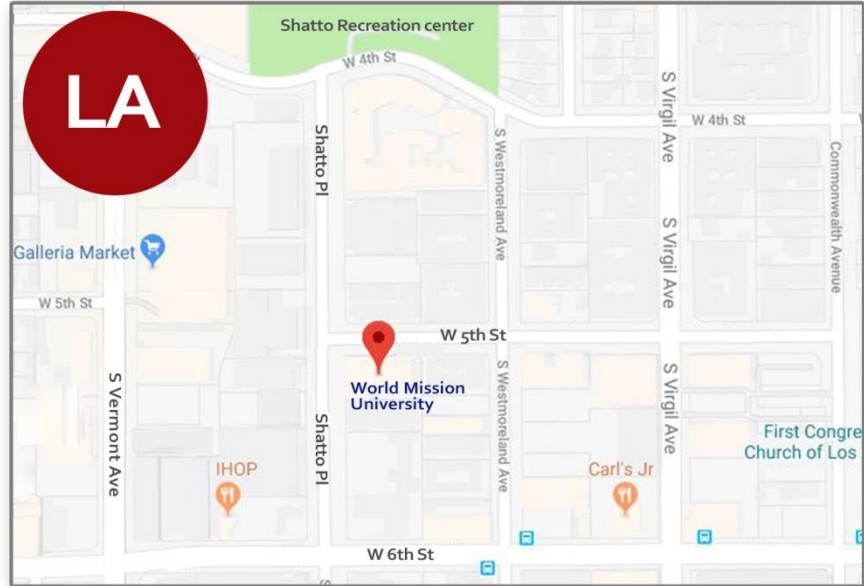 Shatto Recreation center
LA
W 4th St
S Virgil Ave
W 4th St
Shatto Pl
S Westmoreland Ave
Commonwealth Avenue
Galleria Market
S Virgil Ave
W 5th St
W 5th St
World Mission
University
S Vermont Ave
Shatto Pl
S Westmoreland Ave
S Virgil Ave
First Congre
Church of Los
IHOP
Carl's Jr
W 6th St